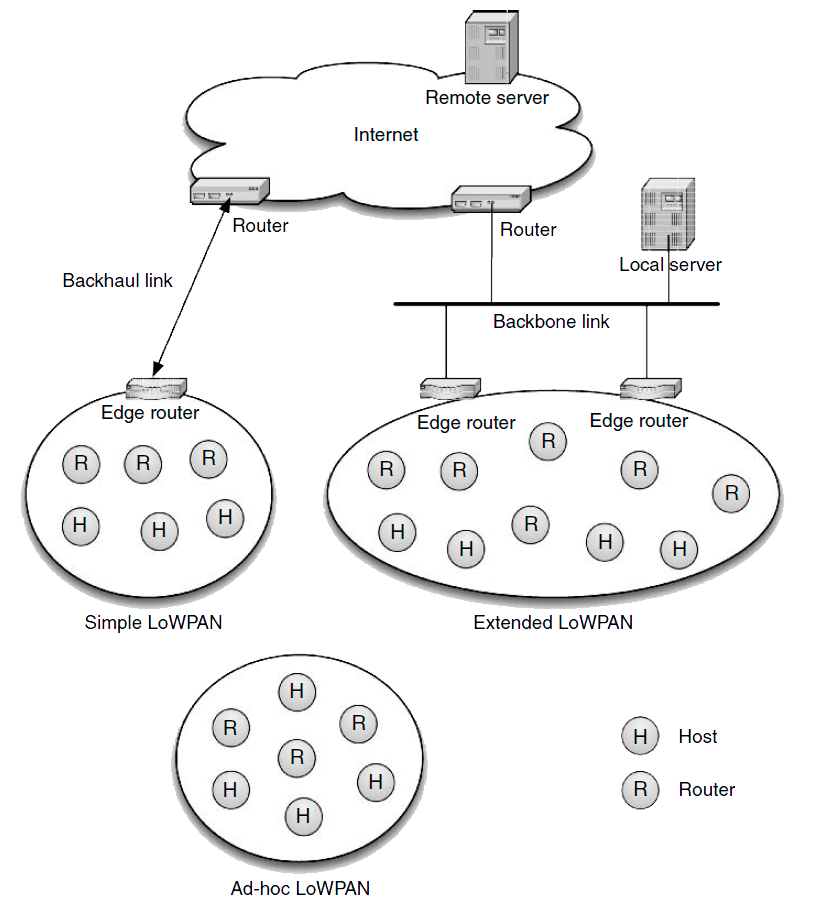 Remote server
Internet
Router
Router
Local server
Backhaul link
Backbone link
Edge router
Edge router
Edge router
R
R
R
H
H
H
R
R
R
R
R
H
H
R
H
H
Simple LoWPAN
Extended LoWPAN
H
R
R
R
H
H
H
H
Host
R
Router
Ad-hoc LoWPAN